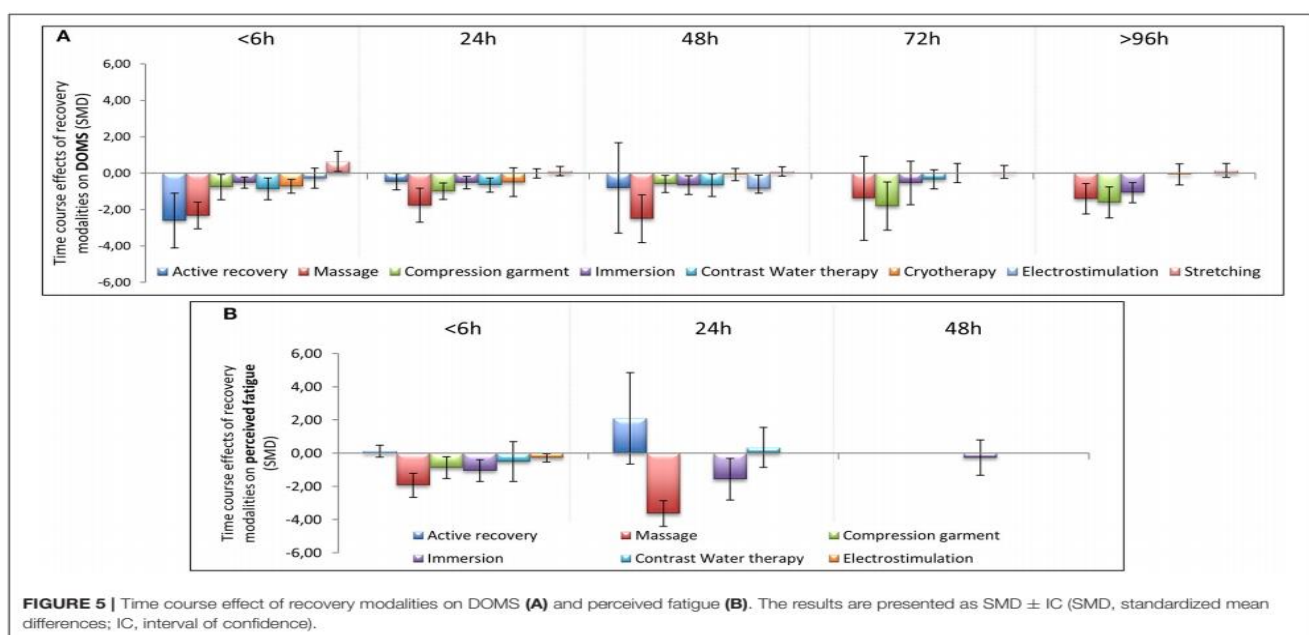 A
<6h 24h 48h 72h >96h
Time course effects of recovery
modalities on DOMS (SMD)
6,00
4,00
2,00
0,00
-2,00
-4,00
-6,00
Active recovery Massage Compression garment Immersion Contrast Water therapy Cryotherapy Electrostimulation Stretching
B
<6h 24h 48h
Time course effects of recovery
modalities on perceived fatigue
(SMD)
6,00
4,00
2,00
0,00
-2,00
-4,00
-6,00
Active recovery Massage Compression garment
Immersion Contrast Water therapy Electrostimulation
FIGURE 5 | Time course effect of recovery modalities on DOMS (A) and perceived fatigue (B). The results are presented as SMD ± IC (SMD, standardized mean
differences; IC, interval of confidence).